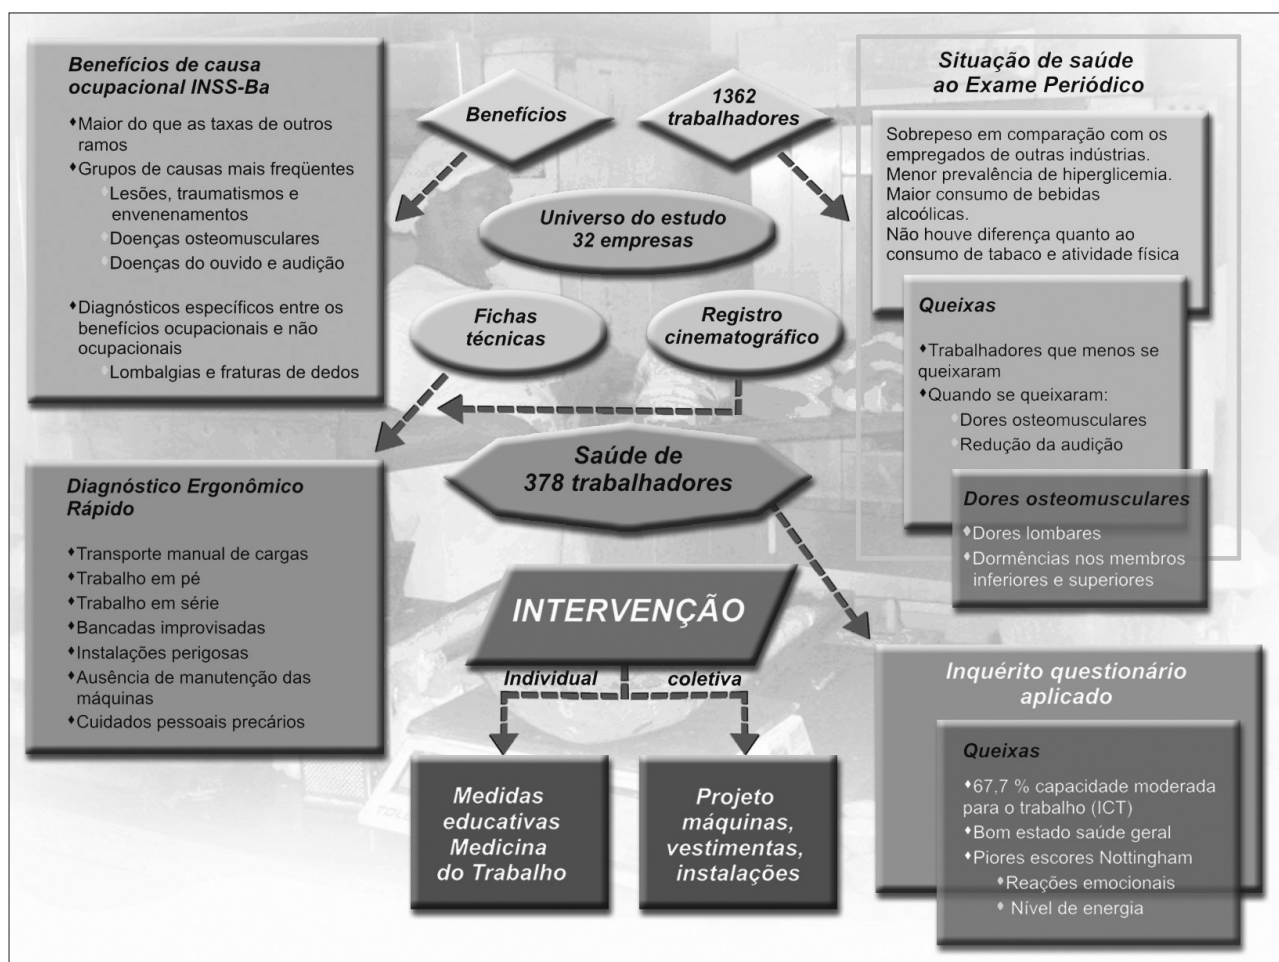 Benefícios de causa
ocupacional INSS-Ba
Maior do que as taxas de outros
ramos
Grupos de causas mais freqüentes
Lesões, traumatismos e
envenenamentos
Doenças osteomusculares
Doenças do ouvido e audição
Diagnósticos específicos entre os
benefícios ocupacionais e não
ocupacionais
Lombalgias e fraturas de dedos
Benefícios
1362
trabalhadores
Universo do estudo
32 empresas
Fichas
técnicas
Registro
cinematográfico
Situação de saúde
ao Exame Periódico
Sobrepeso em comparação com os
empregados de outras indústrias.
Menor prevalência de hiperglicemia.
Maior consumo de bebidas
alcoólicas.
Não houve diferença quanto ao
consumo de tabaco e atividade física
Queixas
Trabalhadores que menos se
queixaram
Quando se queixaram:
Dores osteomusculares
Redução da audição
Dores osteomusculares
Dores lombares
Dormências nos membros
inferiores e superiores
Diagnóstico Ergonômico
Rápido
Transporte manual de cargas
Trabalho em pé
Trabalho em série
Bancadas improvisadas
Instalações perigosas
Ausência de manutenção das
máquinas
Cuidados pessoais precários
Saúde de
378 trabalhadores
INTERVENÇÃO
Individual
coletiva
Medidas
educativas
Medicina
do Trabalho
Projeto
máquinas,
vestimentas,
instalações
Inquérito questionário
aplicado
Queixas
67,7 % capacidade moderada
para o trabalho (ICT)
Bom estado saúde geral
Piores escores Nottingham
Reações emocionais
Nível de energia